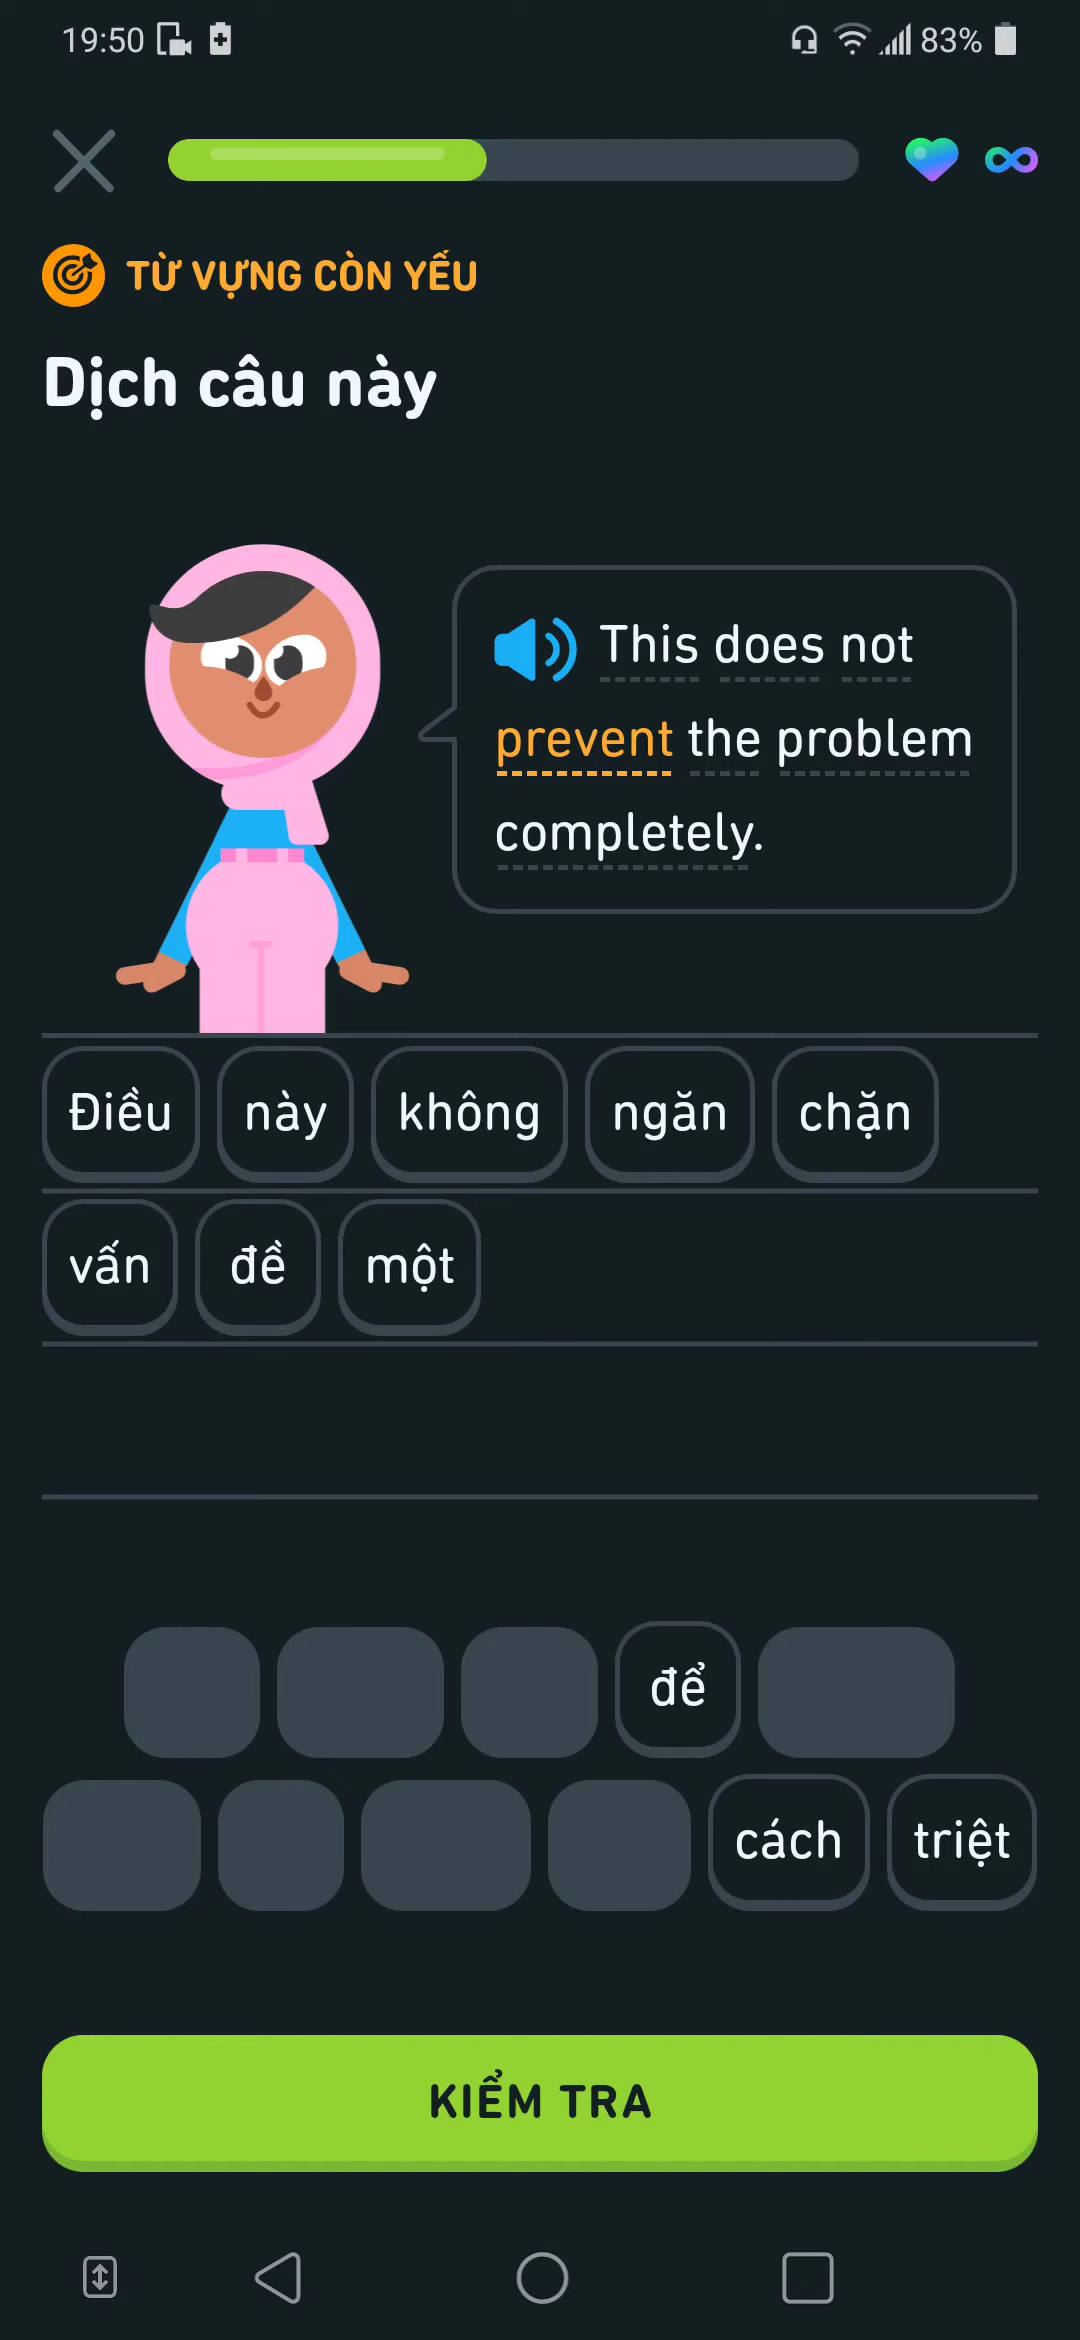 19:50 83%
TỪ VỰNG CÒN YẾU
Dịch câu này
This does not
prevent the problem
completely.
Điều này không ngăn chặn
vấn đề một
để
cách triệt
KIỂM TRA